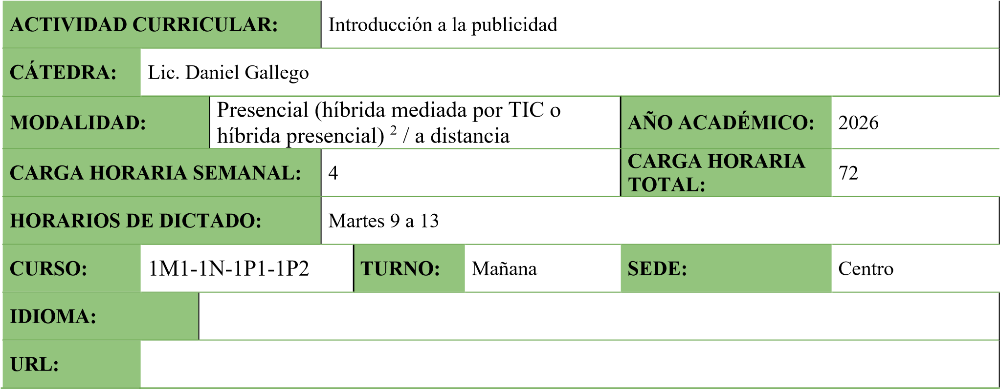 ACTIVIDAD CURRICULAR: Introducción a la publicidad
CÁTEDRA: Lic. Daniel Gallego
MODALIDAD: Presencial (híbrida mediada por TIC o
híbrida presencial) ² / a distancia
AÑO ACADÉMICO: 2026
CARGA HORARIA SEMANAL: 4
CARGA HORARIA
TOTAL: 72
HORARIOS DE DICTADO: Martes 9 a 13
CURSO: 1M1-1N-1P1-1P2 TURNO: Mañana SEDE: Centro
IDIOMA:
URL: